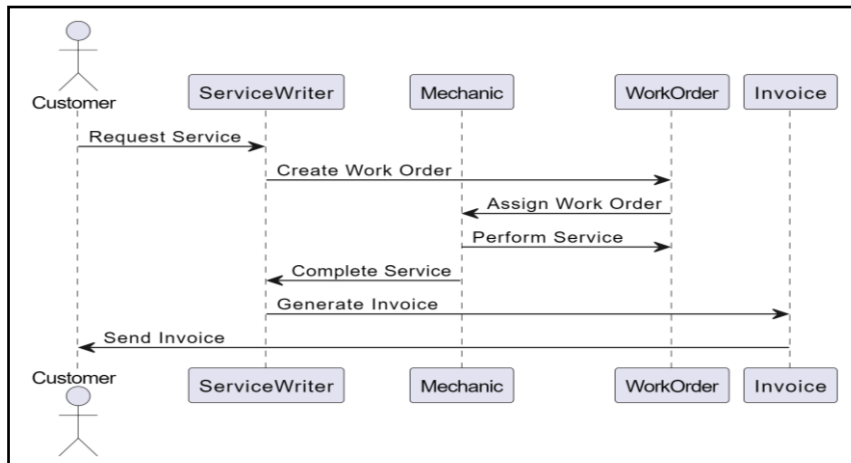 Customer
ServiceWriter
Mechanic
WorkOrder
Invoice
Request Service
Create Work Order
Assign Work Order
Perform Service
Complete Service
Generate Invoice
Send Invoice
Customer
ServiceWriter
Mechanic
WorkOrder
Invoice